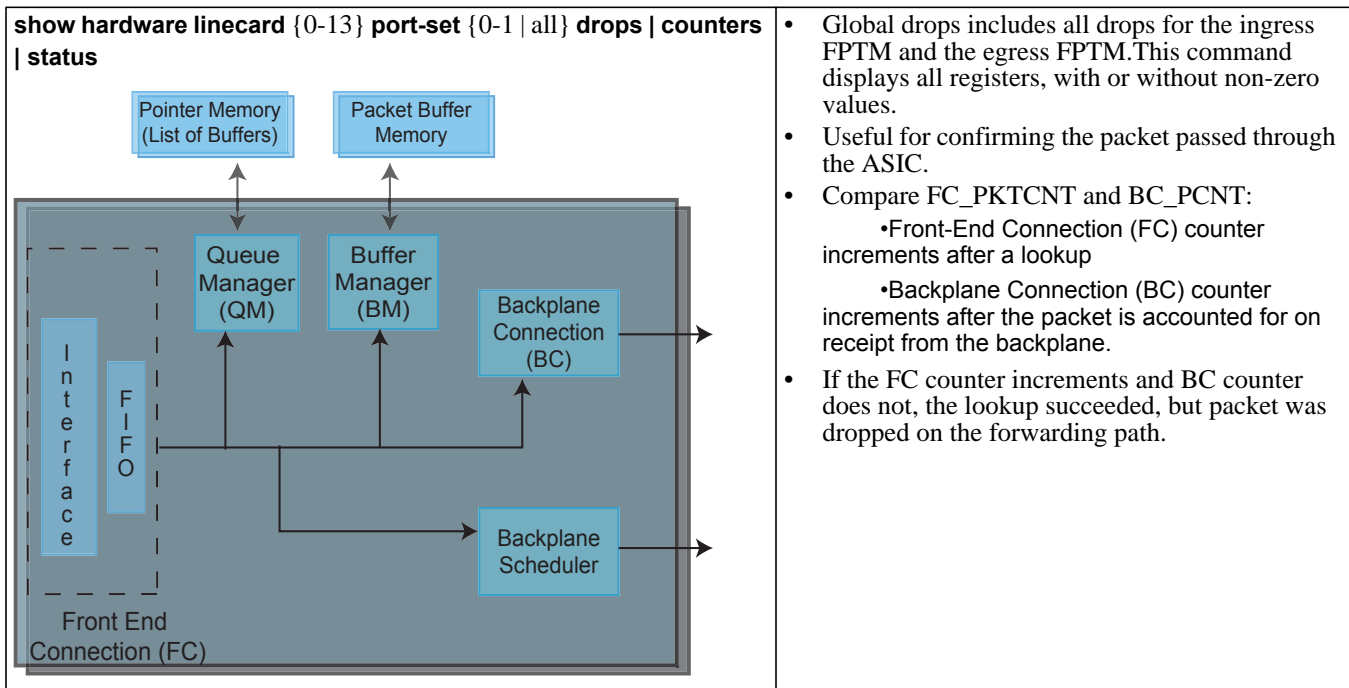 show hardware linecard {0-13} port-set {0-1 | all} drops | counters
| status
Pointer Memory
(List of Buffers)
Packet Buffer
Memory
Queue
Manager
(QM)
Buffer
Manager
(BM)
Backplane
Connection
(BC)
Interface
FIFO
Backplane
Scheduler
Front End
Connection (FC)
• Global drops includes all drops for the ingress
FPTM and the egress FPTM.This command
displays all registers, with or without non-zero
values.
• Useful for confirming the packet passed through
the ASIC.
• Compare FC_PKTCNT and BC_PCNT:
•Front-End Connection (FC) counter
increments after a lookup
•Backplane Connection (BC) counter
increments after the packet is accounted for on
receipt from the backplane.
• If the FC counter increments and BC counter
does not, the lookup succeeded, but packet was
dropped on the forwarding path.